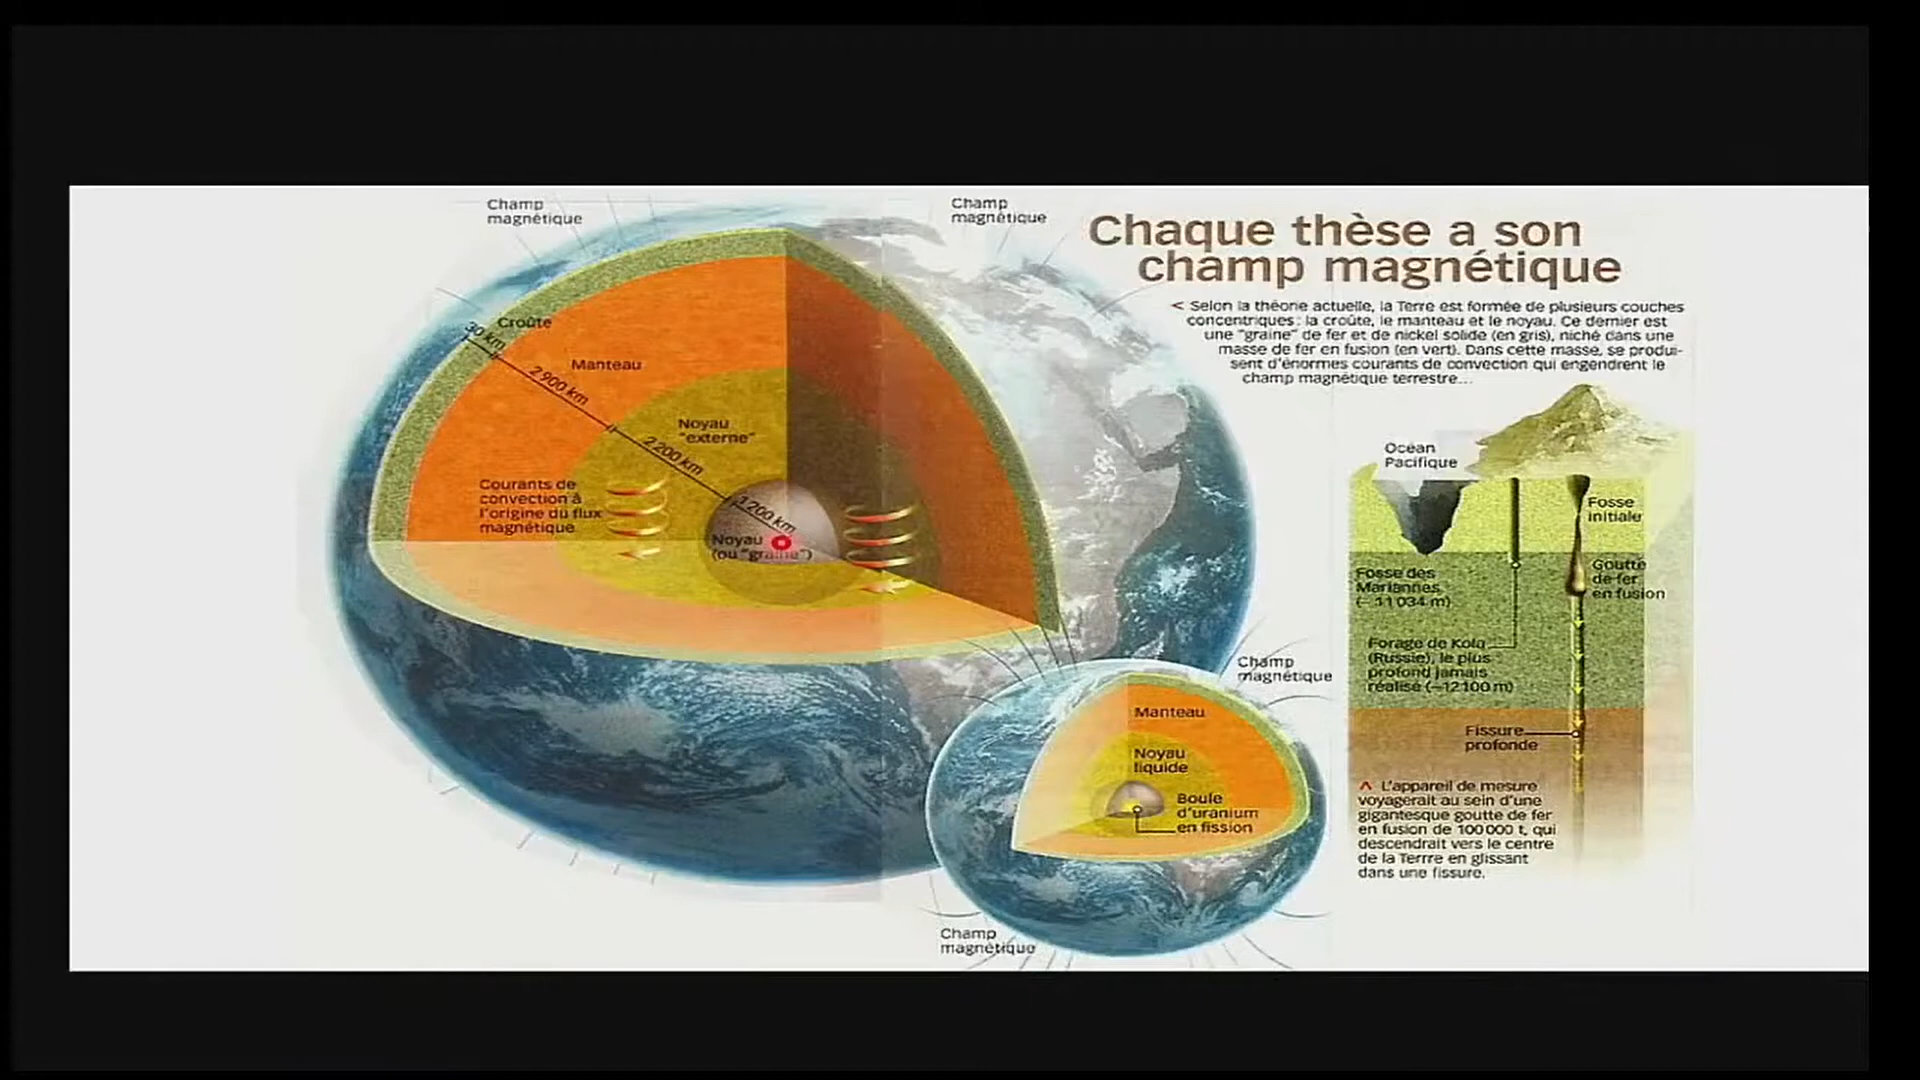 Champ
magnétique
Champ
magnétique
Chaque thèse a son
champ magnétique
< Selon la théorie actuelle, la Terre est formée de plusieurs couches
concentriques : la croûte, le manteau et le noyau. Ce dernier est
une "graine" de fer et de nickel solide (en gris), niché dans une
masse de fer en fusion (en vert). Dans cette masse, se produi-
sent d'énormes courants de convection qui engendrent le
champ magnétique terrestre...
Croûte
30 km
Manteau
2 900 km
Noyau
"externe"
2 200 km
Courants de
convection à
l'origine du flux
magnétique
1 200 km
Noyau
(ou "graine")
Océan
Pacifique
Fosse
initiale
Fosse des
Mariannes
(- 11 034 m)
Goutte
de fer
en fusion
Forage de Kola
(Russie), le plus
profond jamais
réalisé (-12 100 m)
Fissure
profonde
^ L'appareil de mesure
voyagerait au sein d'une
gigantesque goutte de fer
en fusion de 100 000 t, qui
descendrait vers le centre
de la Terrre en glissant
dans une fissure.
Champ
magnétique
Manteau
Noyau
liquide
Boule
d'uranium
en fission
Champ
magnétique